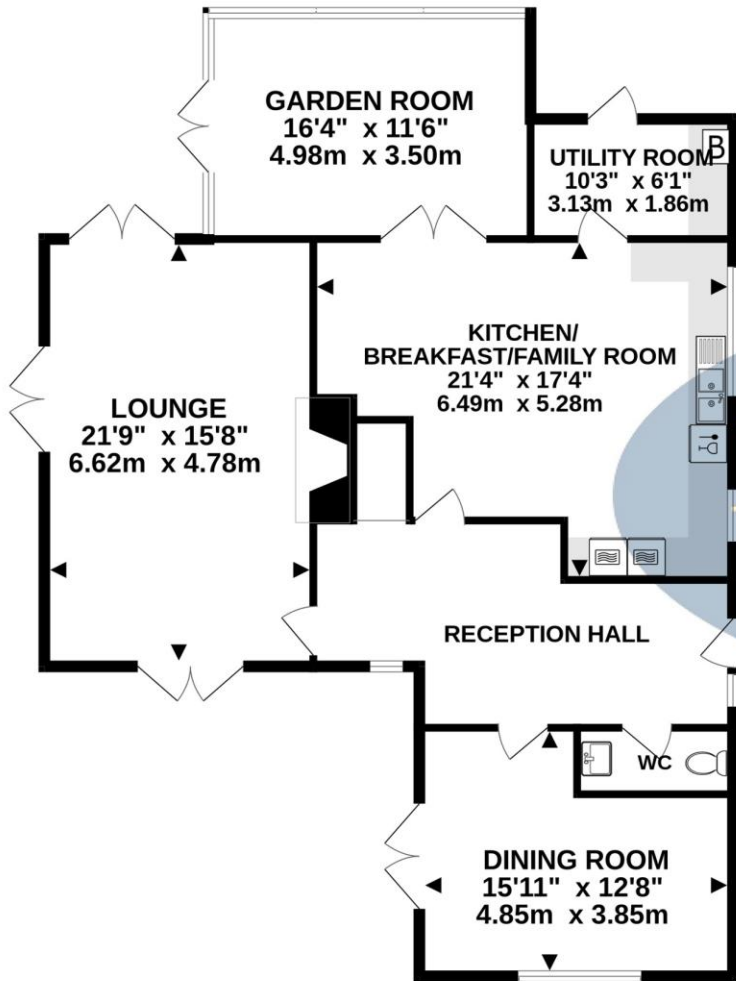 GARDEN ROOM
16'4" x 11'6"
4.98m x 3.50m
B
UTILITY ROOM
10'3" x 6'1"
3.13m x 1.86m
KITCHEN/
BREAKFAST/FAMILY ROOM
21'4" x 17'4"
6.49m x 5.28m
LOUNGE
21'9" x 15'8"
6.62m x 4.78m
RECEPTION HALL
WC
DINING ROOM
15'11" x 12'8"
4.85m x 3.85m